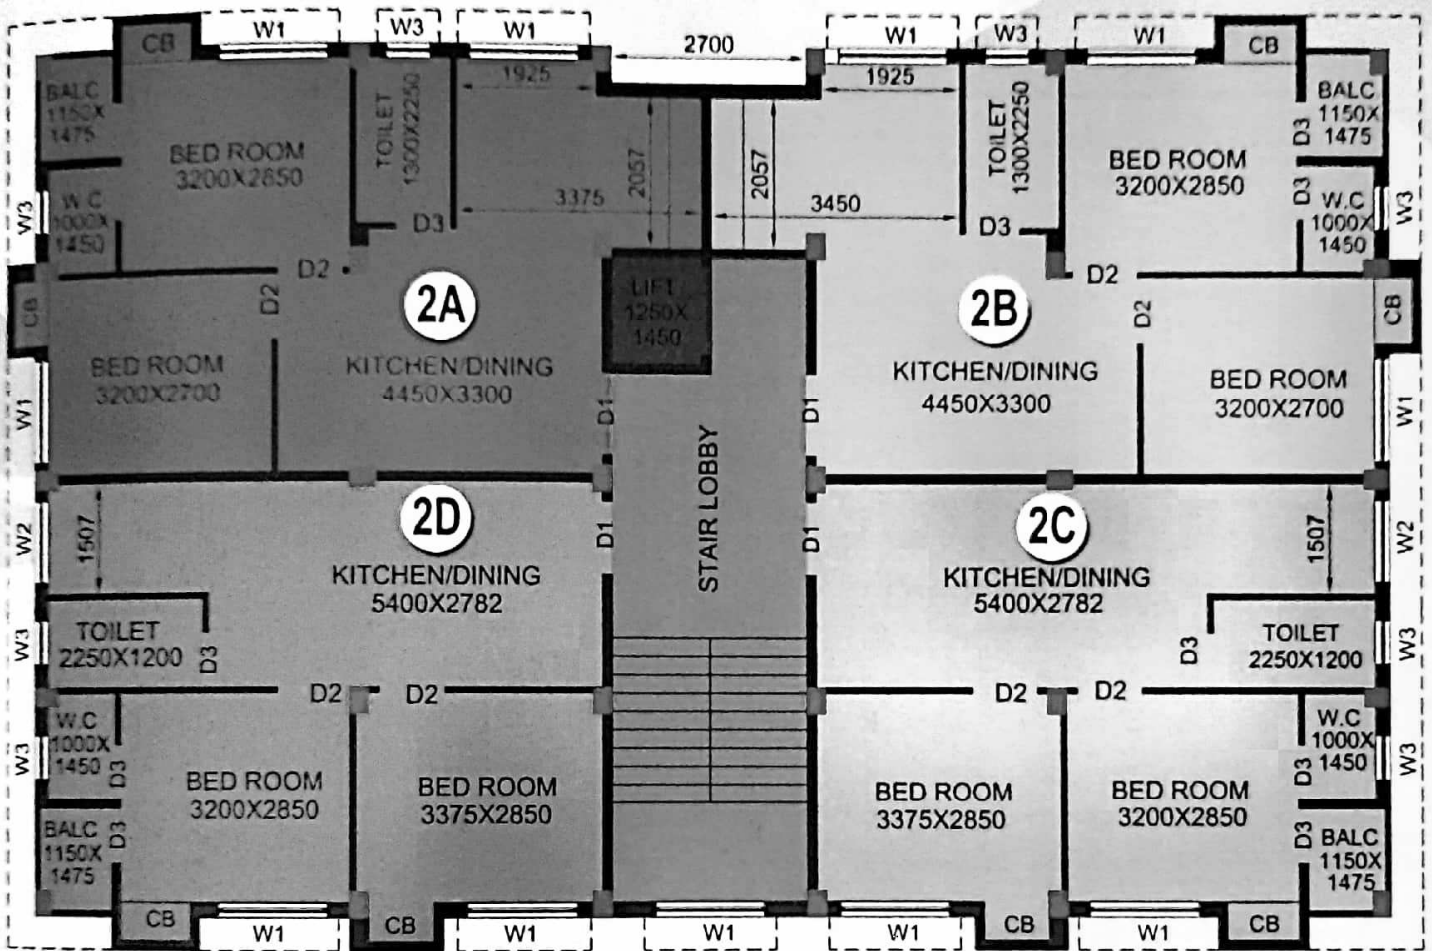 W1
W3
W1
2700
W1
W3
W1
CB
CB
BALC
1150X
1475
BED ROOM
3200X2850
TOILET
1300X2250
1925
2057
3375
D3
W3
W.C
1000X
1450
D2
D2
CB
2A
KITCHEN/DINING
4450X3300
BED ROOM
3200X2700
W1
LIFT
1250X
1450
D1
1925
2057
3450
TOILET
1300X2250
D3
BED ROOM
3200X2850
D3
BALC
1150X
1475
D3
W.C
1000X
1450
W3
D2
D2
CB
2B
KITCHEN/DINING
4450X3300
BED ROOM
3200X2700
W1
D1
STAIR LOBBY
W2
1507
2D
KITCHEN/DINING
5400X2782
D1
W3
TOILET
2250X1200
D3
D2
D2
W3
W.C
1000X
1450
D3
BED ROOM
3200X2850
BED ROOM
3375X2850
BALC
1150X
1475
D3
D1
2C
KITCHEN/DINING
5400X2782
1507
W2
D3
TOILET
2250X1200
W3
D2
D2
BED ROOM
3375X2850
BED ROOM
3200X2850
D3
W.C
1000X
1450
W3
D3
BALC
1150X
1475
CB
W1
CB
W1
W1
W1
CB
W1
CB